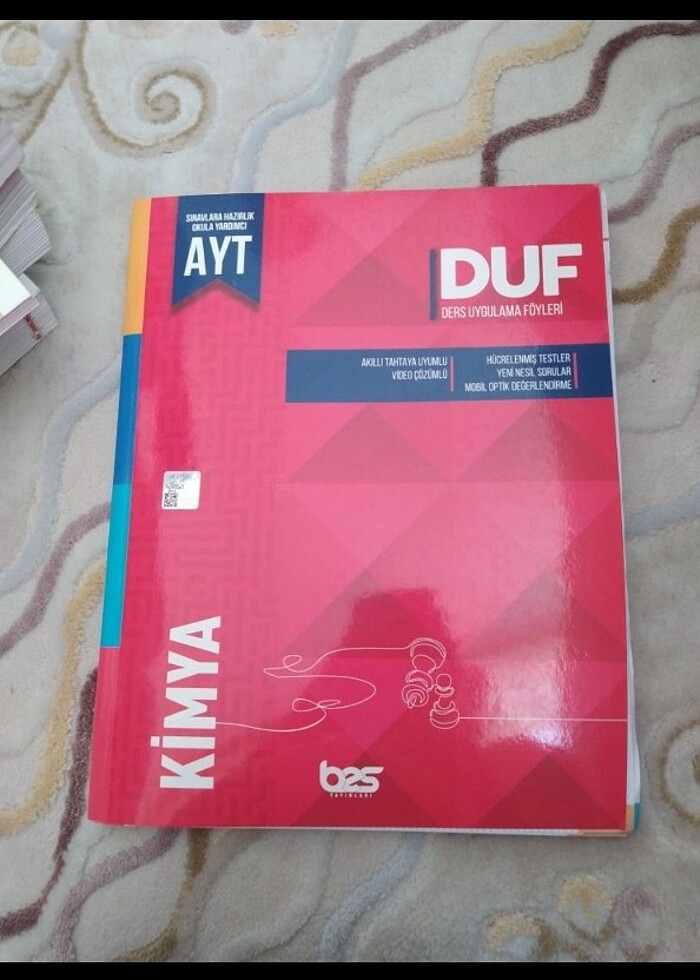 SINAVLARA HAZIRLIK
OKULA YARDIMCI
AYT
DUF
DERS UYGULAMA FÖYLERİ
AKILLI TAHTAYA UYUMLU
VİDEO ÇÖZÜMLÜ
HÜCRELENMİŞ TESTLER
YENİ NESİL SORULAR
MOBİL OPTİK DEĞERLENDİRME
KİMYA
bes
YAYINLARI